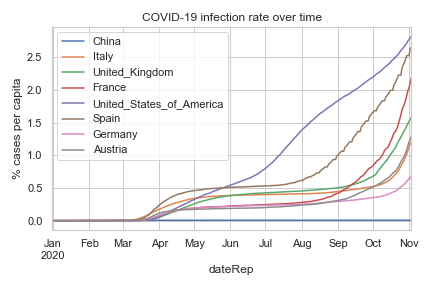 COVID-19 infection rate over time
China
Italy
United_Kingdom
France
United_States_of_America
Spain
Germany
Austria
% cases per capita
2.5
2.0
1.5
1.0
0.5
0.0
Jan Feb Mar Apr May Jun Jul Aug Sep Oct Nov
2020
dateRep